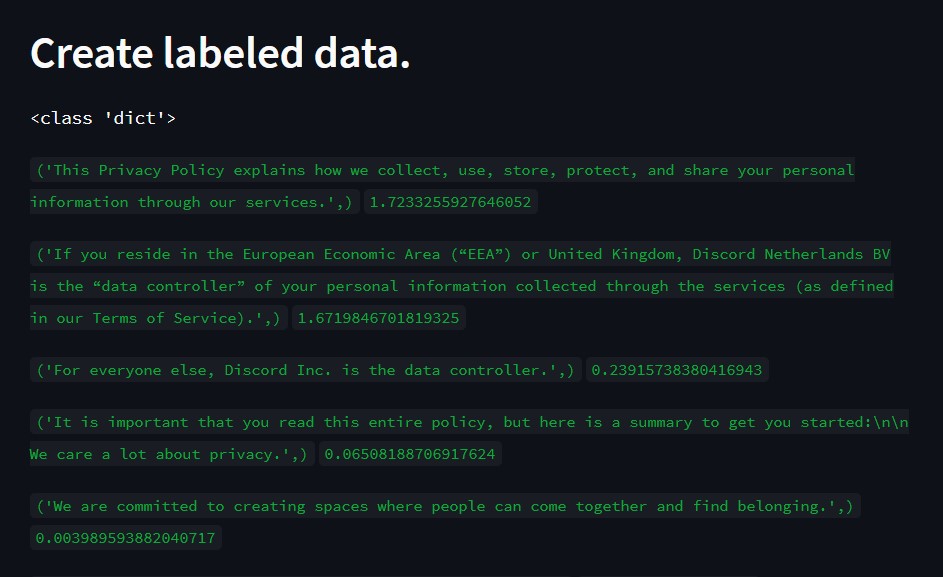 Create labeled data.
<class 'dict'>
('This Privacy Policy explains how we collect, use, store, protect, and share your personal
information through our services.',) 1.7233255927646052
('If you reside in the European Economic Area (“EEA”) or United Kingdom, Discord Netherlands BV
is the “data controller” of your personal information collected through the services (as defined
in our Terms of Service).',) 1.6719846701819325
('For everyone else, Discord Inc. is the data controller.',) 0.23915738380416943
('It is important that you read this entire policy, but here is a summary to get you started:\n\n
We care a lot about privacy.',) 0.06508188706917624
('We are committed to creating spaces where people can come together and find belonging.',)
0.003989593882040717